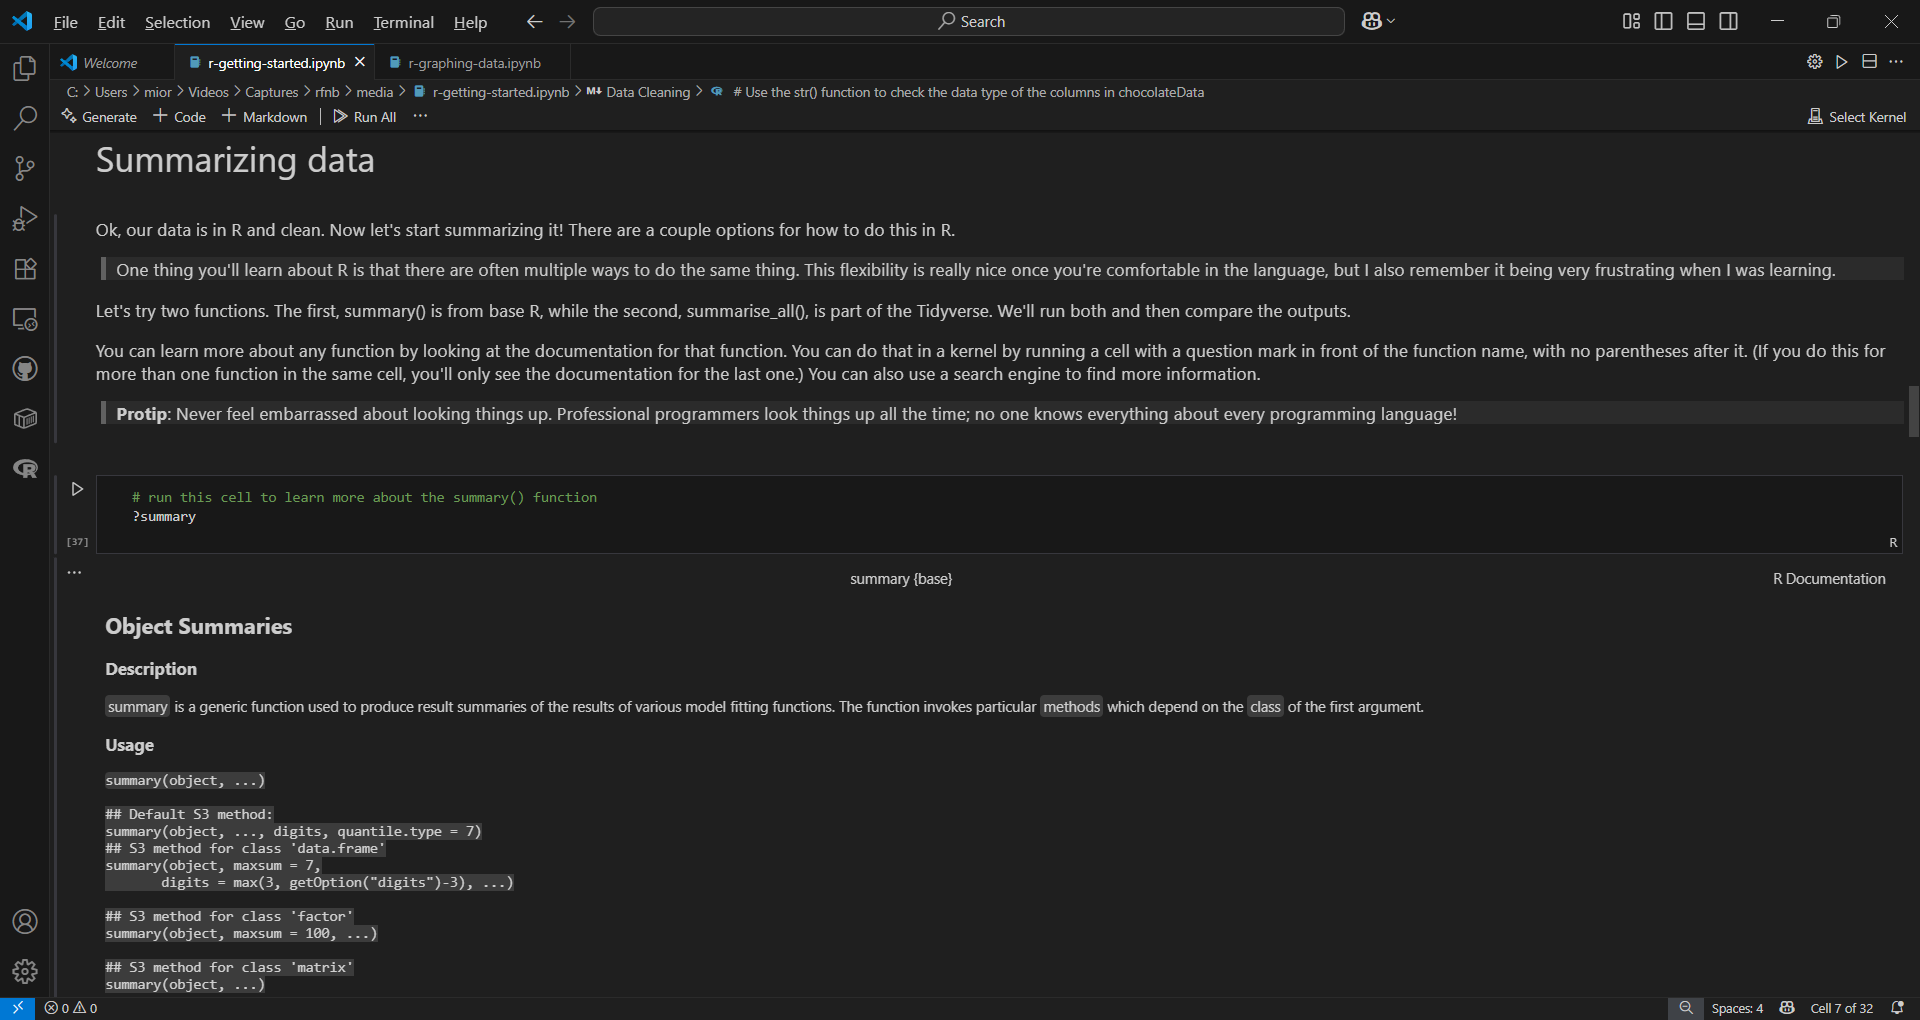 File Edit Selection View Go Run Terminal Help Search
Welcome r-getting-started.ipynb r-graphing-data.ipynb
C: > Users > mior > Videos > Captures > rfnb > media > r-getting-started.ipynb > M↓ Data Cleaning > # Use the str() function to check the data type of the columns in chocolateData
Generate + Code + Markdown | Run All ... Select Kernel
Summarizing data
Ok, our data is in R and clean. Now let's start summarizing it! There are a couple options for how to do this in R.
One thing you'll learn about R is that there are often multiple ways to do the same thing. This flexibility is really nice once you're comfortable in the language, but I also remember it being very frustrating when I was learning.
Let's try two functions. The first, summary() is from base R, while the second, summarise_all(), is part of the Tidyverse. We'll run both and then compare the outputs.
You can learn more about any function by looking at the documentation for that function. You can do that in a kernel by running a cell with a question mark in front of the function name, with no parentheses after it. (If you do this for
more than one function in the same cell, you'll only see the documentation for the last one.) You can also use a search engine to find more information.
Protip: Never feel embarrassed about looking things up. Professional programmers look things up all the time; no one knows everything about every programming language!
# run this cell to learn more about the summary() function
?summary
[37] R
... summary {base} R Documentation
Object Summaries
Description
summary is a generic function used to produce result summaries of the results of various model fitting functions. The function invokes particular methods which depend on the class of the first argument.
Usage
summary(object, ...)
## Default S3 method:
summary(object, ..., digits, quantile.type = 7)
## S3 method for class 'data.frame'
summary(object, maxsum = 7,
digits = max(3, getOption("digits")-3), ...)
## S3 method for class 'factor'
summary(object, maxsum = 100, ...)
## S3 method for class 'matrix'
summary(object, ...)
0 0 Spaces: 4 Cell 7 of 32